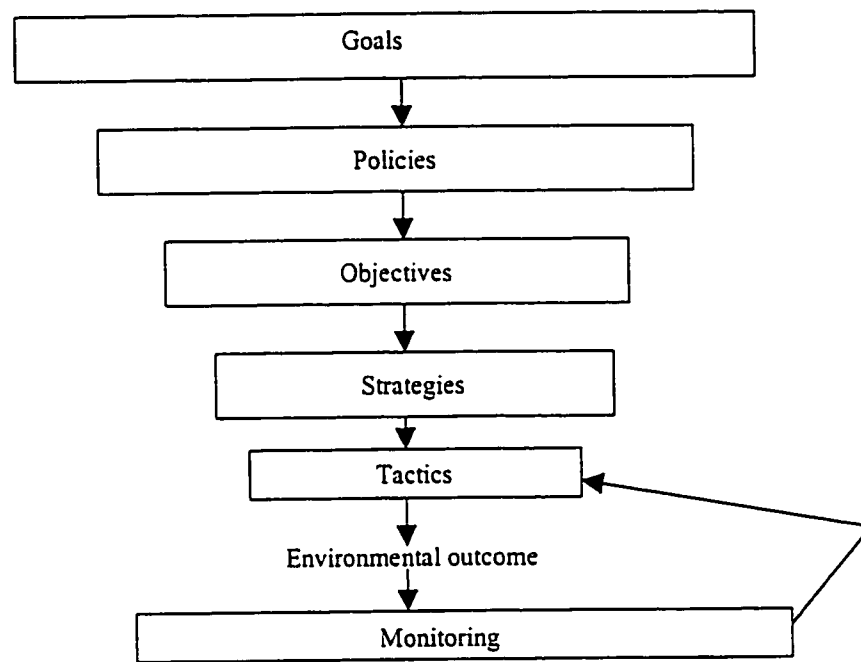 Goals
Policies
Objectives
Strategies
Tactics
Environmental outcome
Monitoring